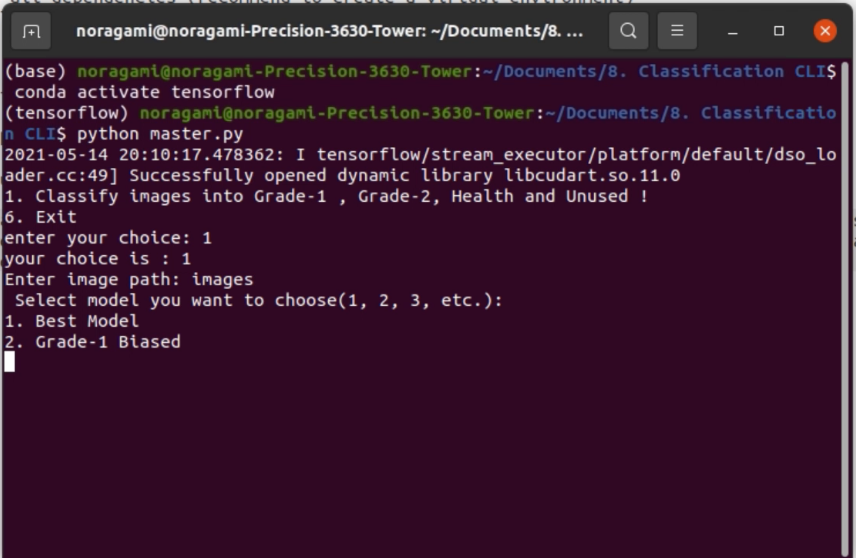 noragami@noragami-Precision-3630-Tower: ~/Documents/8. ...
(base) noragami@noragami-Precision-3630-Tower:~/Documents/8. Classification CLI$
conda activate tensorflow
(tensorflow) noragami@noragami-Precision-3630-Tower:~/Documents/8. Classificatio
n CLI$ python master.py
2021-05-14 20:10:17.478362: I tensorflow/stream_executor/platform/default/dso_lo
ader.cc:49] Successfully opened dynamic library libcudart.so.11.0
1. Classify images into Grade-1 , Grade-2, Health and Unused !
6. Exit
enter your choice: 1
your choice is : 1
Enter image path: images
Select model you want to choose(1, 2, 3, etc.):
1. Best Model
2. Grade-1 Biased